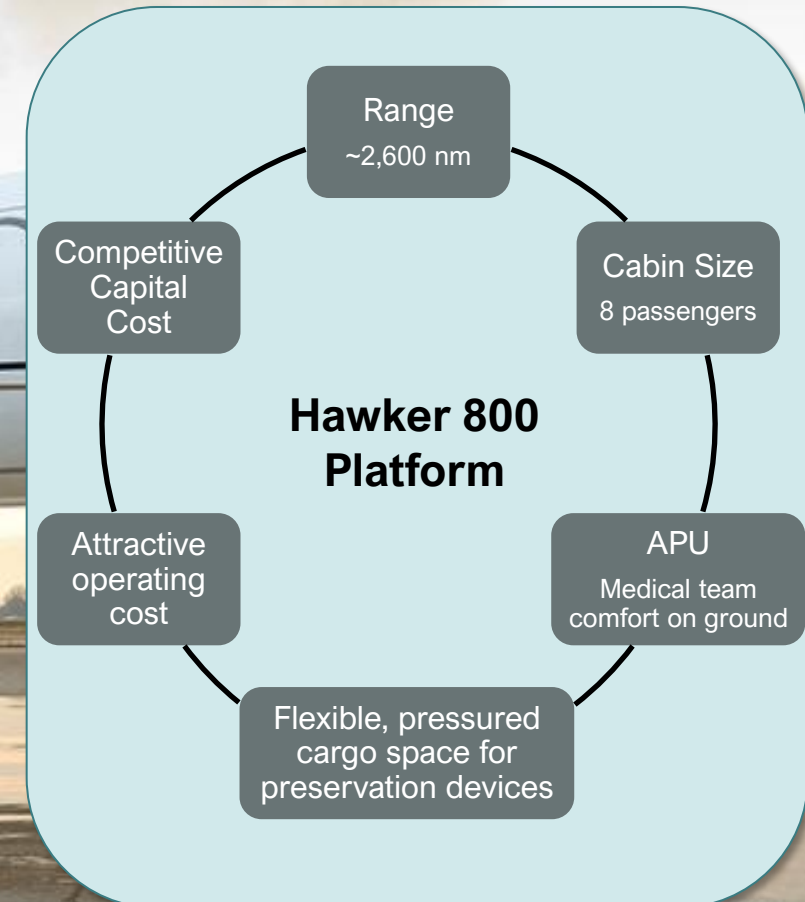 Range
~2,600 nm
Cabin Size
8 passengers
APU
Medical team
comfort on ground
Flexible, pressured
cargo space for
preservation devices
Attractive
operating
cost
Competitive
Capital
Cost
Hawker 800
Platform